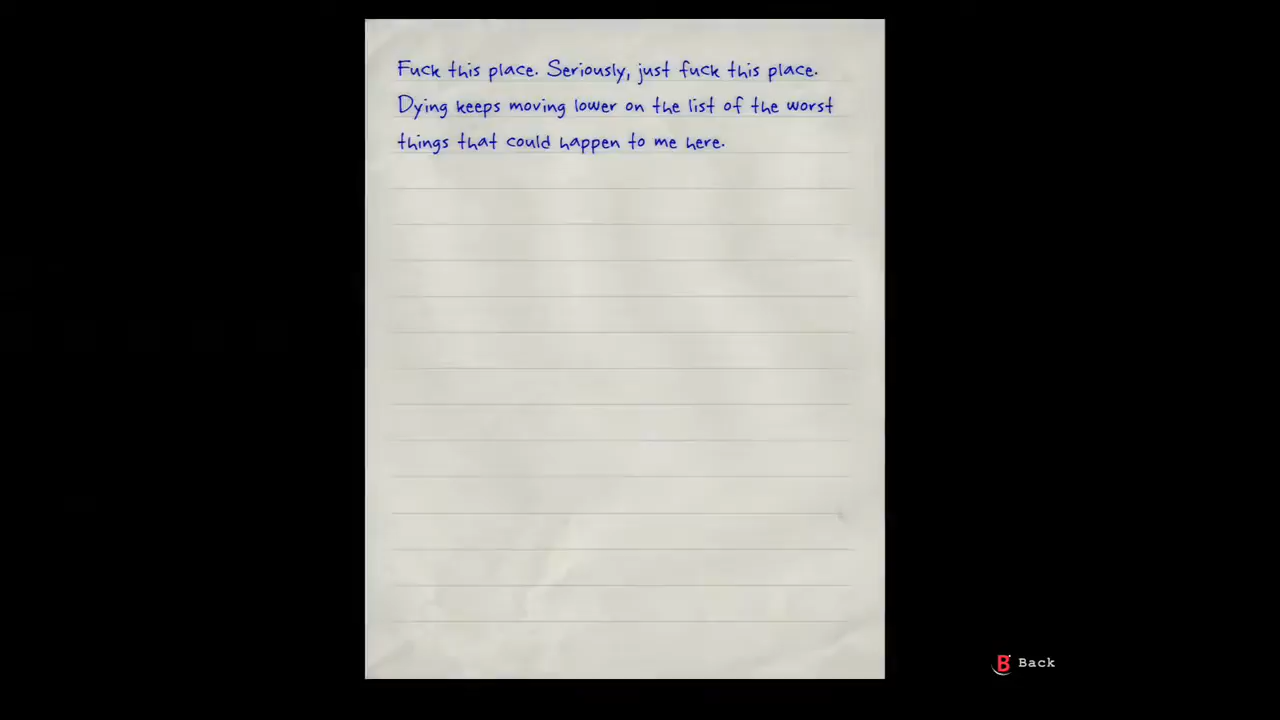 Fuck this place. Seriously, just fuck this place.
Dying keeps moving lower on the list of the worst
things that could happen to me here.
B Back